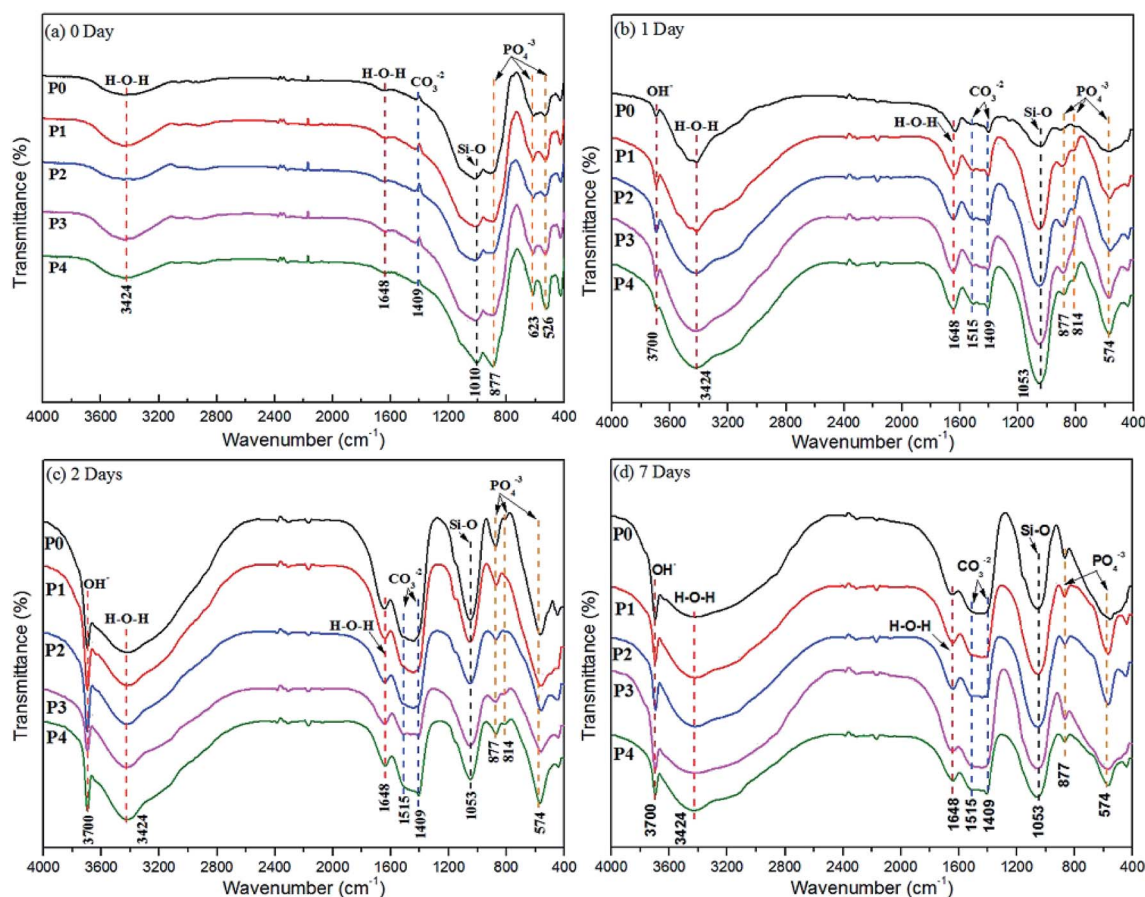 (a) 0 Day
PO₄⁻³
H-O-H
H-O-H
CO₃⁻²
P0
P1
Si-O
P2
P3
P4
3424
1648
1409
1010
877
623
526
4000 3600 3200 2800 2400 2000 1600 1200 800 400
Wavenumber (cm⁻¹)
Transmittance (%)
(b) 1 Day
OH⁻
CO₃⁻²
PO₄⁻³
P0
Si-O
H-O-H
H-O-H
P1
P2
P3
P4
3700
3424
1648
1515
1409
1053
877
814
574
4000 3600 3200 2800 2400 2000 1600 1200 800 400
Wavenumber (cm⁻¹)
Transmittance (%)
(c) 2 Days
PO₄⁻³
Si-O
P0
OH⁻
CO₃⁻²
P1
H-O-H
H-O-H
P2
P3
P4
3700
3424
1648
1515
1409
1053
877
814
574
4000 3600 3200 2800 2400 2000 1600 1200 800 400
Wavenumber (cm⁻¹)
Transmittance (%)
(d) 7 Days
Si-O
P0
OH⁻
CO₃⁻²
PO₄⁻³
P1
H-O-H
H-O-H
P2
P3
P4
3700
3424
1648
1515
1409
1053
877
574
4000 3600 3200 2800 2400 2000 1600 1200 800 400
Wavenumber (cm⁻¹)
Transmittance (%)